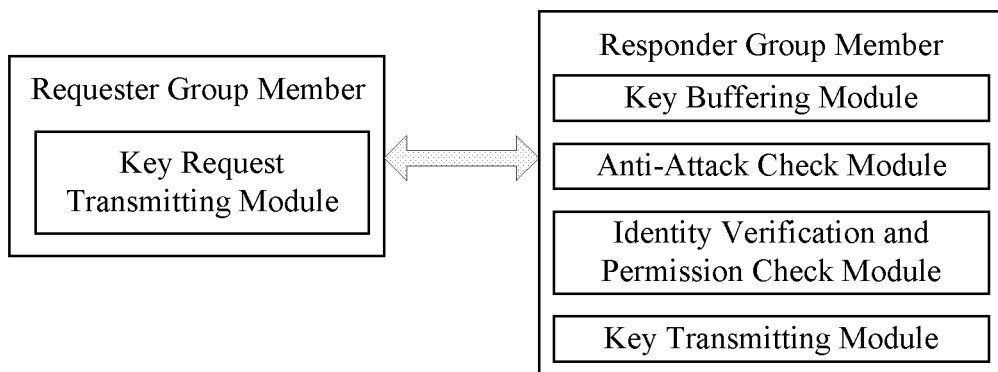 Requester Group Member
Key Request
Transmitting Module
Responder Group Member
Key Buffering Module
Anti-Attack Check Module
Identity Verification and
Permission Check Module
Key Transmitting Module